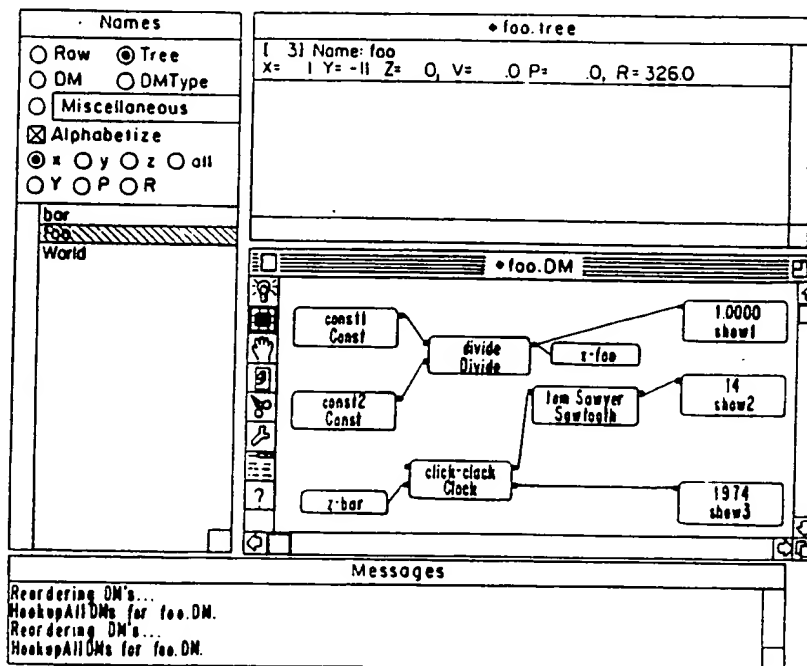 Names
Raw Tree
DM DMType
Miscellaneous
Alphabetize
x y z all
Y P R
bar
foo
World
foo.tree
[ 3] Name: foo
X= 1 Y= -11 Z= 0, V= .0 P= .0, R= 326.0
foo.DM
const1
Const
divide
Divide
1.0000
show1
x-foo
const2
Const
Tom Sawyer
Sawtooth
14
show2
click-clack
Clock
z-bar
1974
show3
?
Messages
Reordering DM's...
HookupAllDMs for foo.DM.
Reordering DM's...
HookupAllDMs for foo.DM.